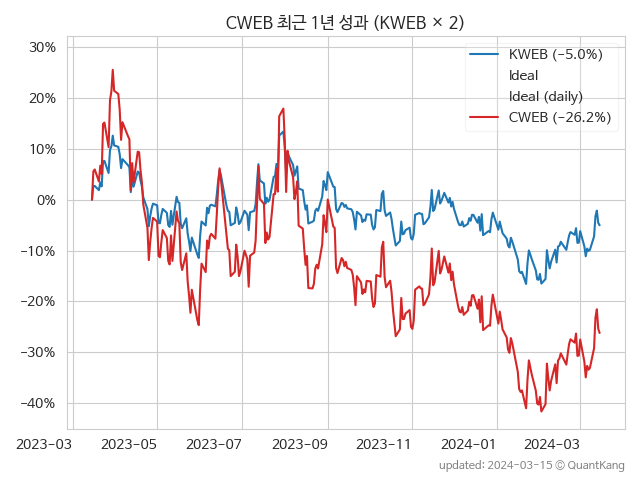 CWEB 최근 1년 성과 (KWEB × 2)
30%
20%
10%
0%
−10%
−20%
−30%
−40%
KWEB (−5.0%)
Ideal
Ideal (daily)
CWEB (−26.2%)
2023-03
2023-05
2023-07
2023-09
2023-11
2024-01
2024-03
updated: 2024-03-15 © QuantKang